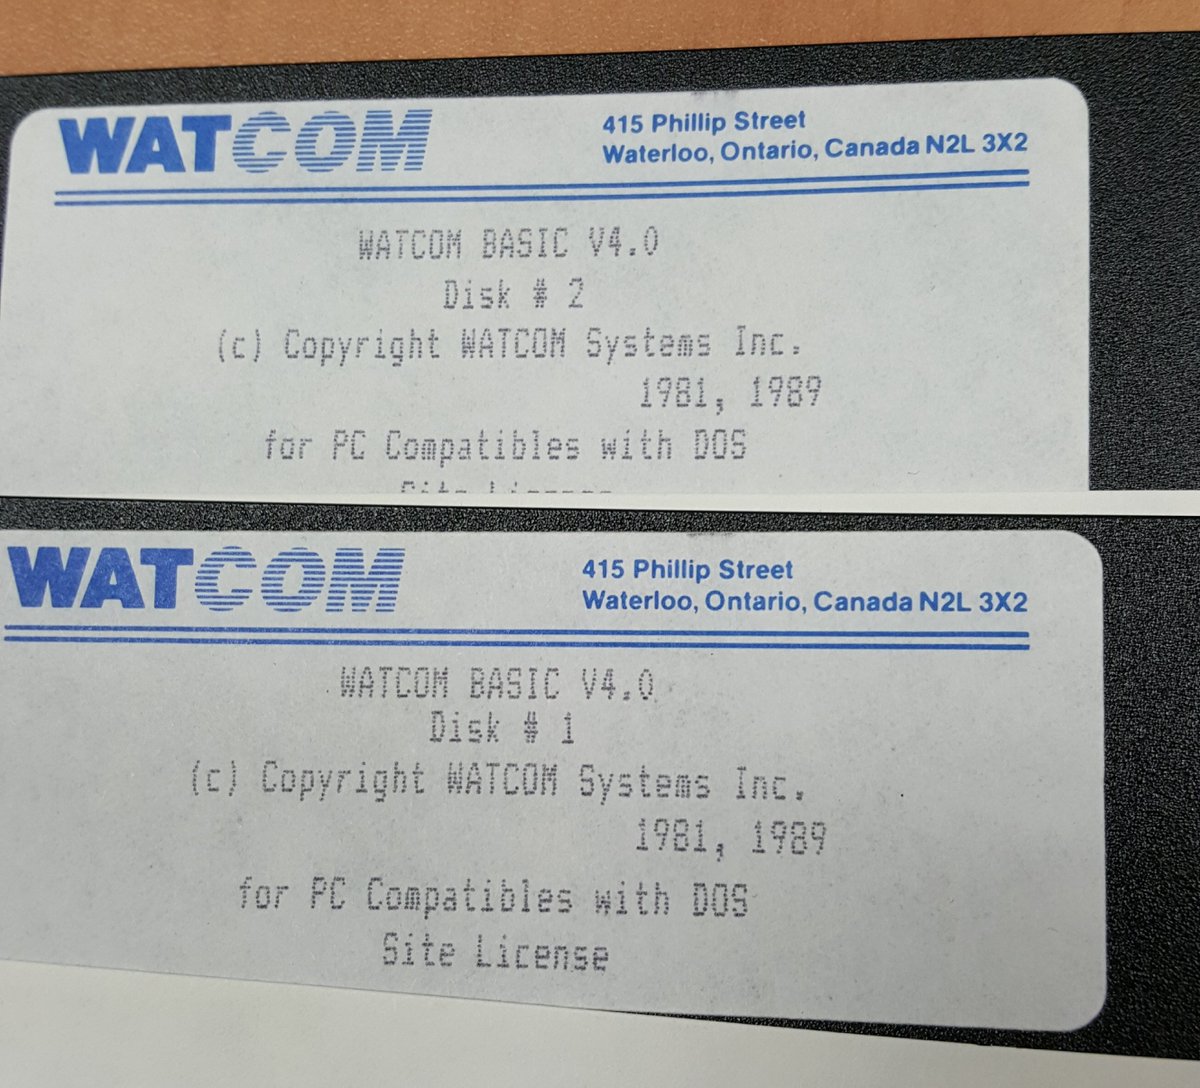 WATCOM
415 Phillip Street
Waterloo, Ontario, Canada N2L 3X2
WATCOM BASIC V4.0
Disk # 2
(c) Copyright WATCOM Systems Inc.
1981, 1989
for PC Compatibles with DOS
Site License
WATCOM
415 Phillip Street
Waterloo, Ontario, Canada N2L 3X2
WATCOM BASIC V4.0
Disk # 1
(c) Copyright WATCOM Systems Inc.
1981, 1989
for PC Compatibles with DOS
Site License